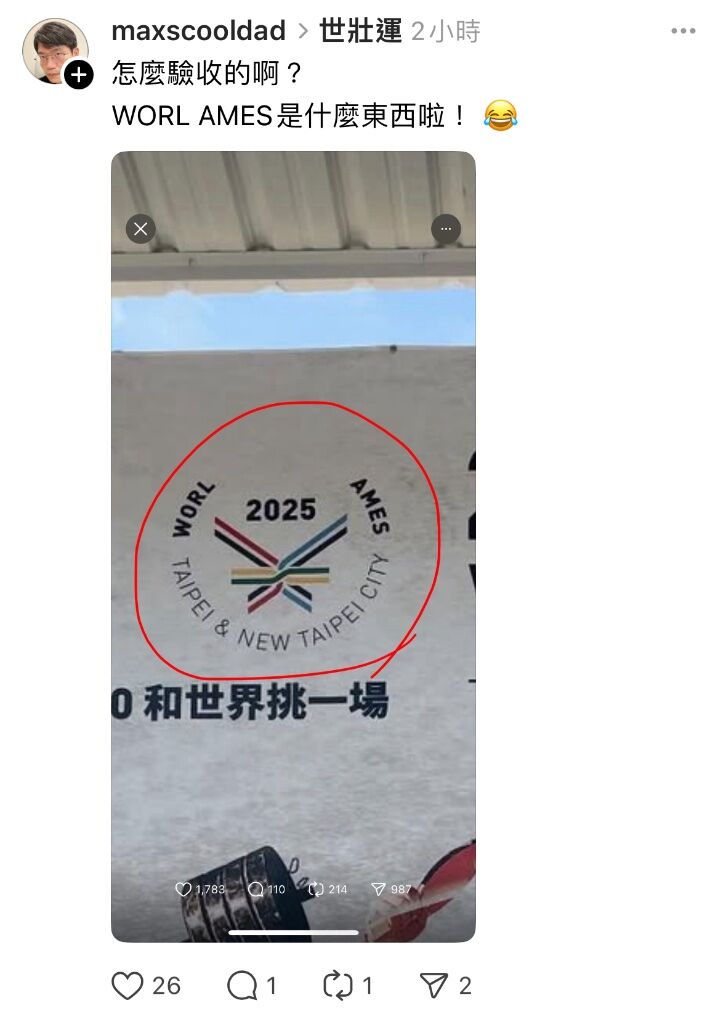 maxscooldad > 世壯運 2小時
怎麼驗收的啊？
WORL AMES是什麼東西啦！😂
WORL AMES
2025
TAIPEI & NEW TAIPEI CITY
O 和世界挑一場
1,783 110 214 987
26 1 1 2